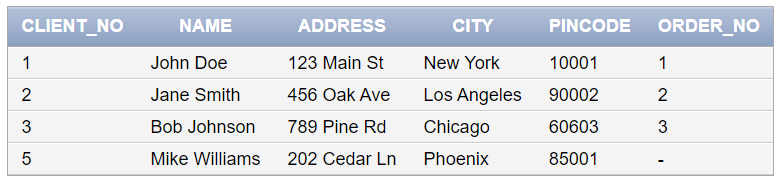 CLIENT_NO NAME ADDRESS CITY PINCODE ORDER_NO
1 John Doe 123 Main St New York 10001 1
2 Jane Smith 456 Oak Ave Los Angeles 90002 2
3 Bob Johnson 789 Pine Rd Chicago 60603 3
5 Mike Williams 202 Cedar Ln Phoenix 85001 -